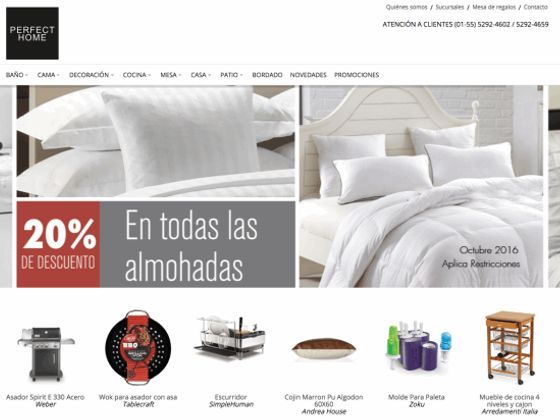 Quiénes somos / Sucursales / Mesa de regalos / Contacto
PERFECT
HOME
ATENCIÓN A CLIENTES (01-55) 5292-4602 / 5292-4659
BAÑO CAMA DECORACIÓN COCINA MESA CASA PATIO BORDADO NOVEDADES PROMOCIONES
20%
DE DESCUENTO
En todas las
almohadas
Octubre 2016
Aplica Restricciones
Asador Spirit E 330 Acero
Weber
Wok para asador con asa
Tablecraft
Escurridor
SimpleHuman
Cojin Marron Pu Algodon
60X60
Andrea House
Molde Para Paleta
Zoku
Mueble de cocina 4
niveles y cajon
Arredamenti Italia